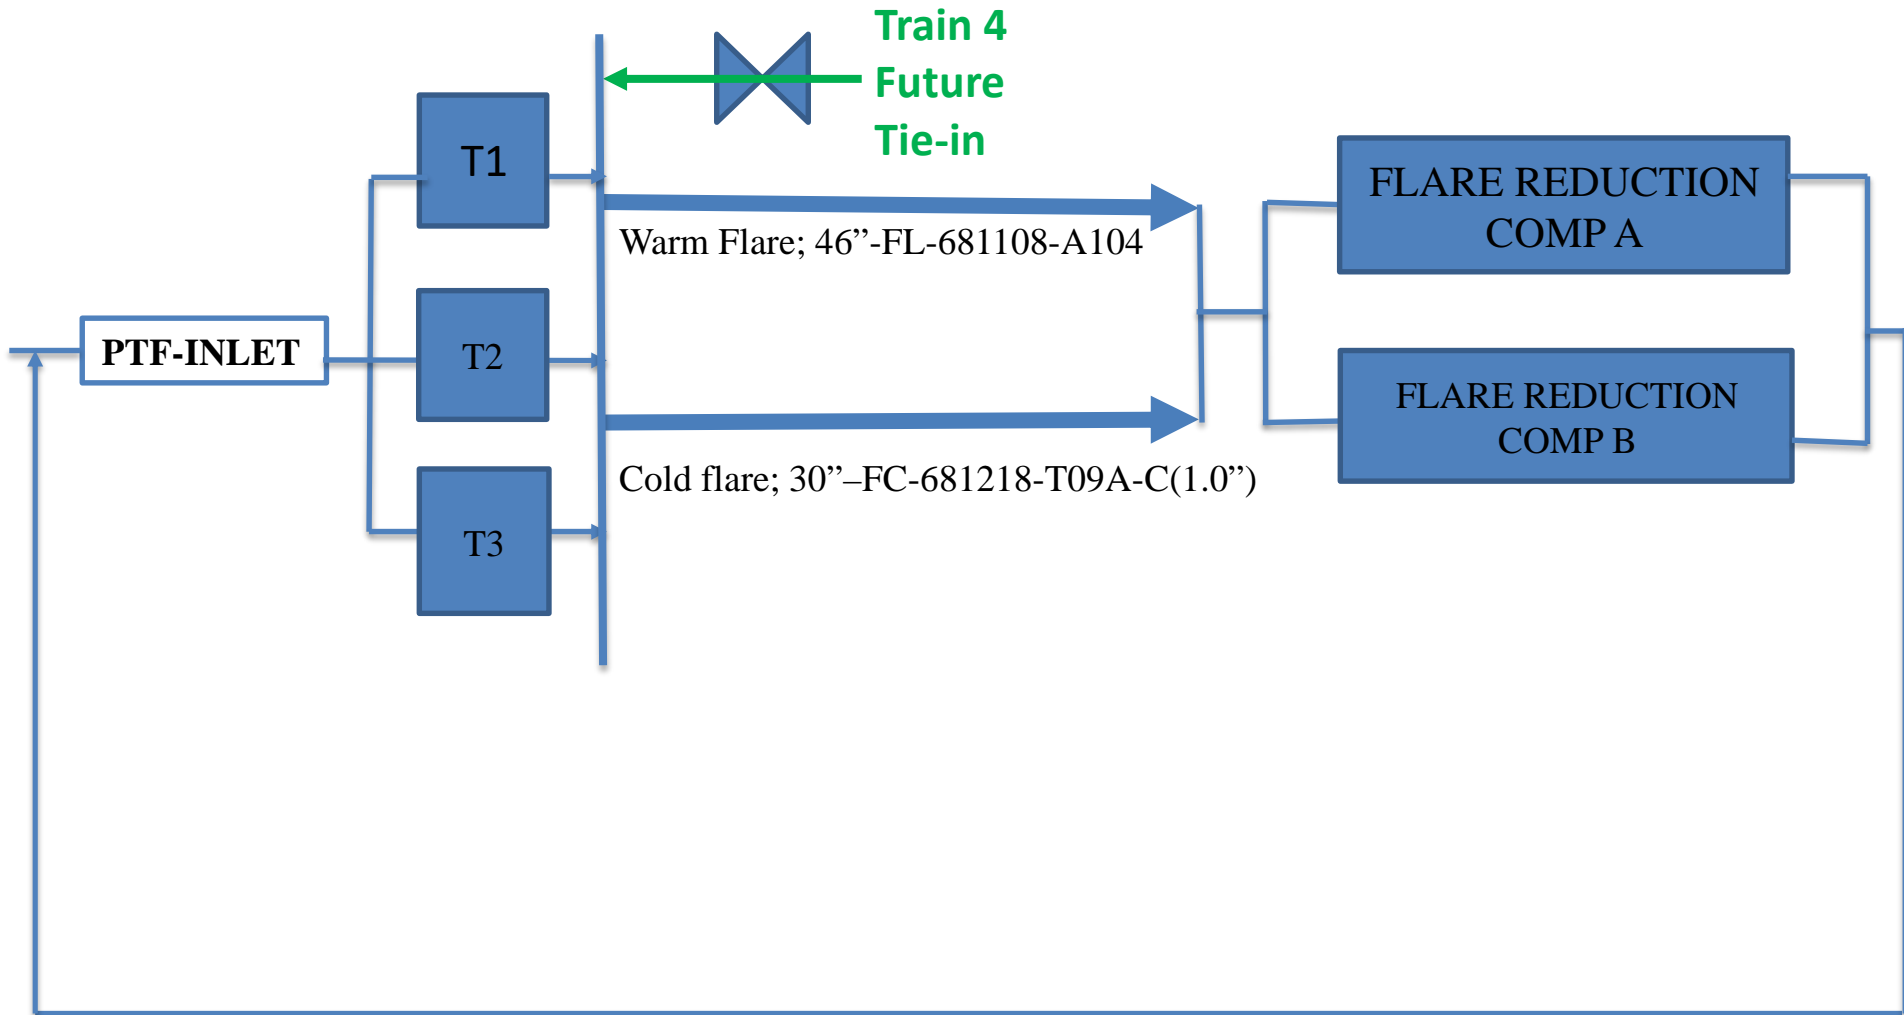 Train 4
Future
Tie-in
T1
FLARE REDUCTION
COMP A
Warm Flare; 46”-FL-681108-A104
PTF-INLET
T2
FLARE REDUCTION
COMP B
Cold flare; 30”–FC-681218-T09A-C(1.0”)
T3